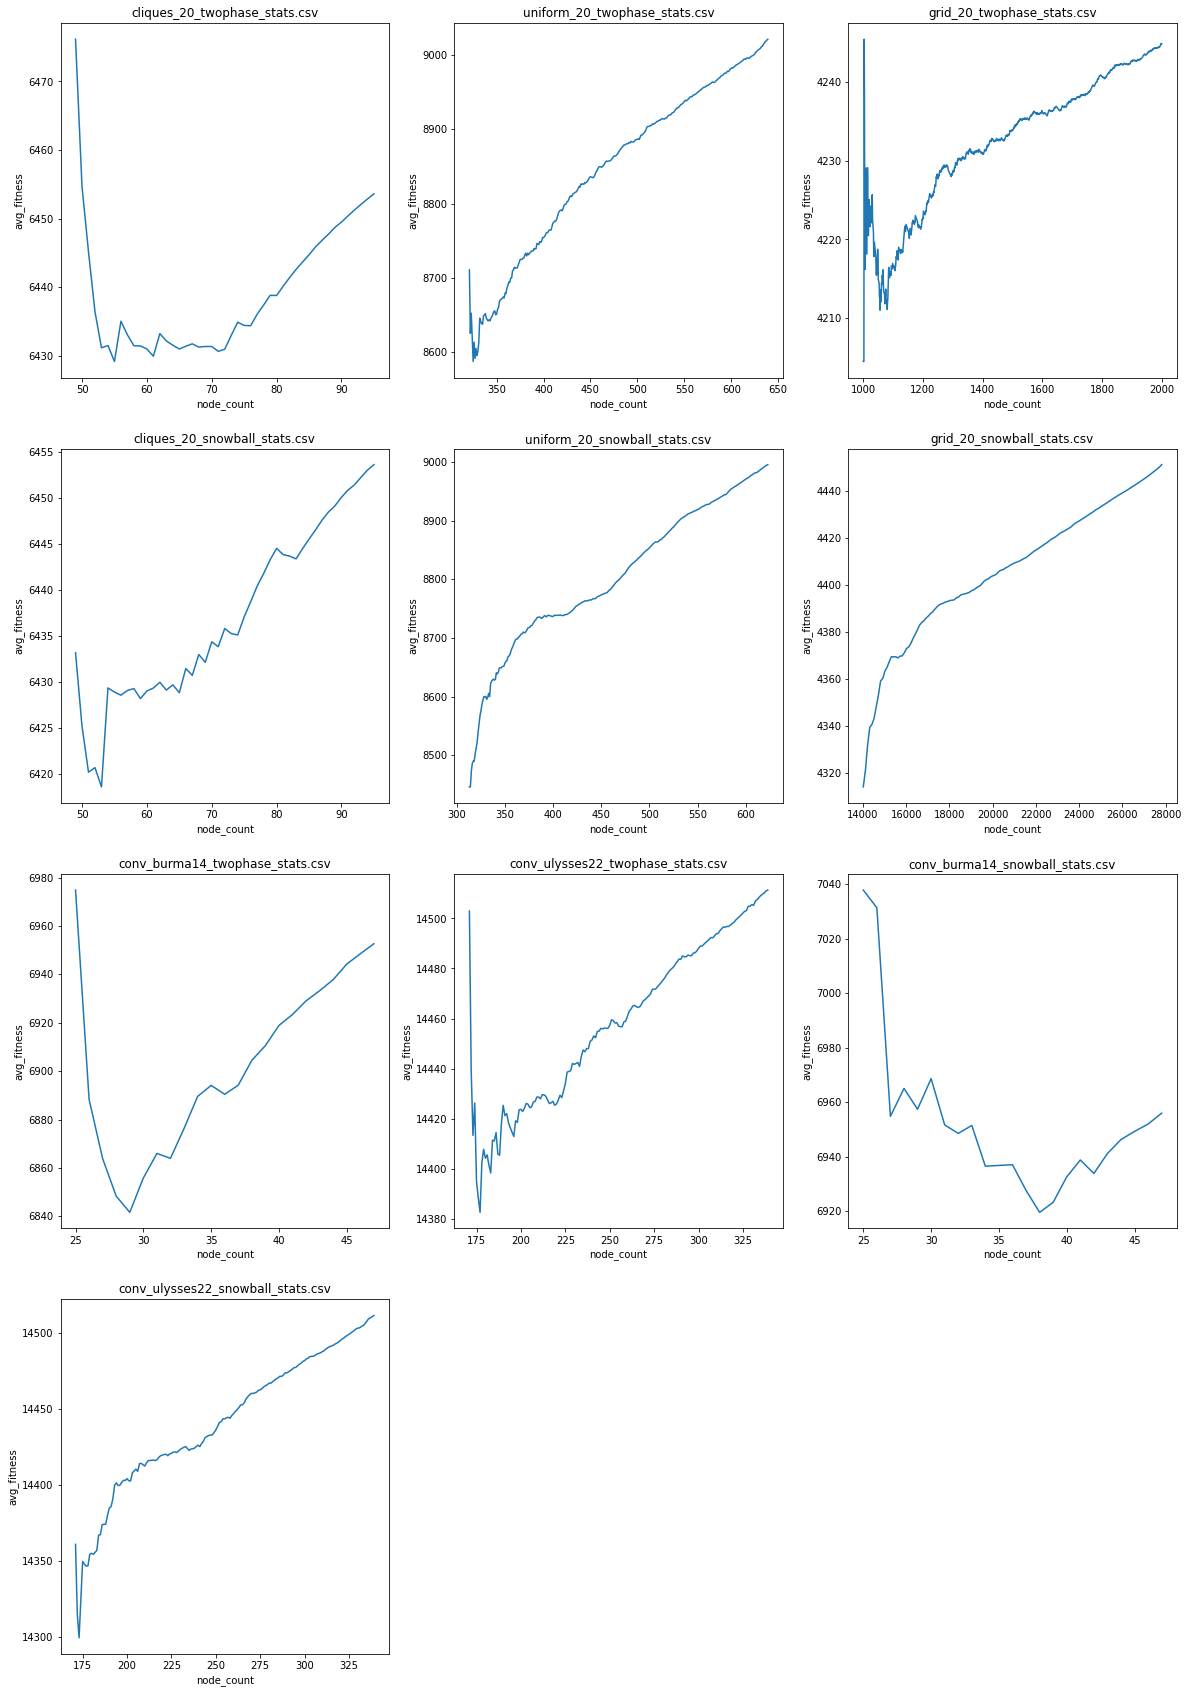 cliques_20_twophase_stats.csv
avg_fitness
6470
6460
6450
6440
6430
50 60 70 80 90
node_count
uniform_20_twophase_stats.csv
avg_fitness
9000
8900
8800
8700
8600
350 400 450 500 550 600 650
node_count
grid_20_twophase_stats.csv
avg_fitness
4240
4230
4220
4210
1000 1200 1400 1600 1800 2000
node_count
cliques_20_snowball_stats.csv
avg_fitness
6455
6450
6445
6440
6435
6430
6425
6420
50 60 70 80 90
node_count
uniform_20_snowball_stats.csv
avg_fitness
9000
8900
8800
8700
8600
8500
300 350 400 450 500 550 600
node_count
grid_20_snowball_stats.csv
avg_fitness
4440
4420
4400
4380
4360
4340
4320
14000 16000 18000 20000 22000 24000 26000 28000
node_count
conv_burma14_twophase_stats.csv
avg_fitness
6980
6960
6940
6920
6900
6880
6860
6840
25 30 35 40 45
node_count
conv_ulysses22_twophase_stats.csv
avg_fitness
14500
14480
14460
14440
14420
14400
14380
175 200 225 250 275 300 325
node_count
conv_burma14_snowball_stats.csv
avg_fitness
7040
7020
7000
6980
6960
6940
6920
25 30 35 40 45
node_count
conv_ulysses22_snowball_stats.csv
avg_fitness
14500
14450
14400
14350
14300
175 200 225 250 275 300 325
node_count